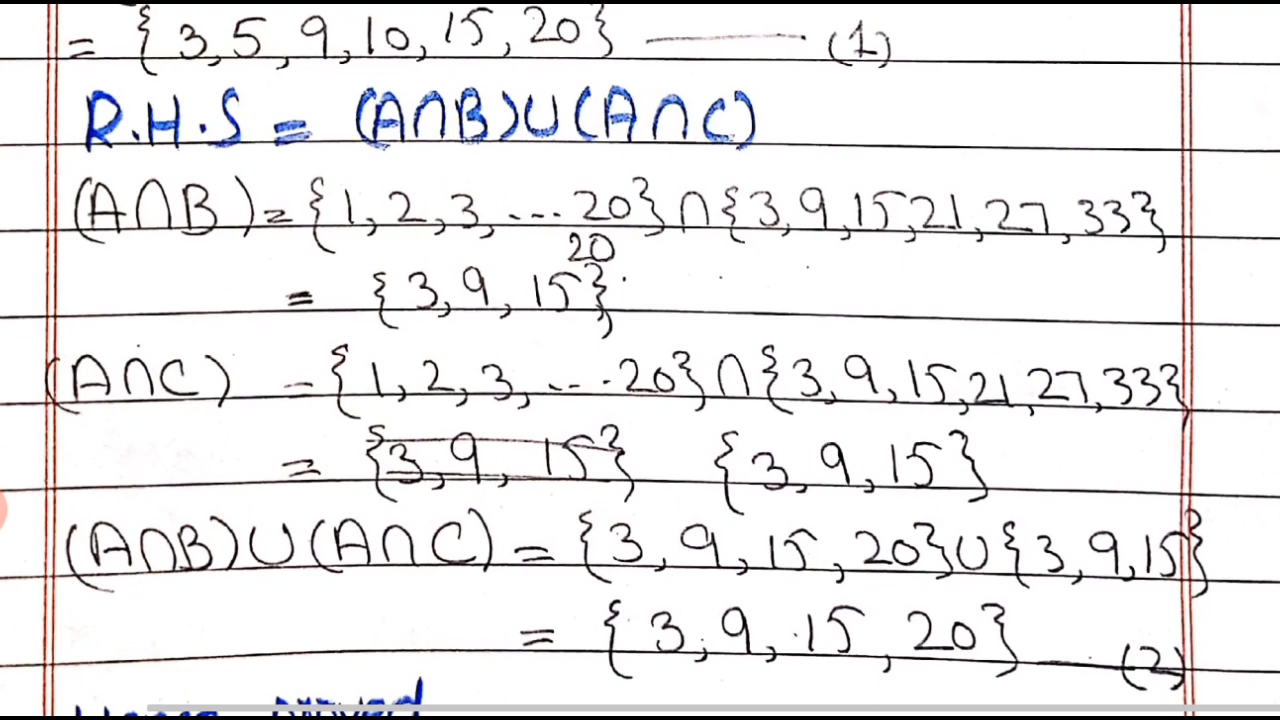 = {3,5,9,10,15,20} ——— (1)
R.H.S = (A∩B)∪(A∩C)
(A∩B)= {1,2,3,...20}∩{3,9,15,21,27,33}
20
= {3,9,15}
(A∩C) = {1,2,3,...20}∩{3,9,15,21,27,33}
= {3,9,15} {3,9,15}
(A∩B)∪(A∩C) = {3,9,15,20}∪{3,9,15}
= {3,9,15,20} —(2)
Hence proved